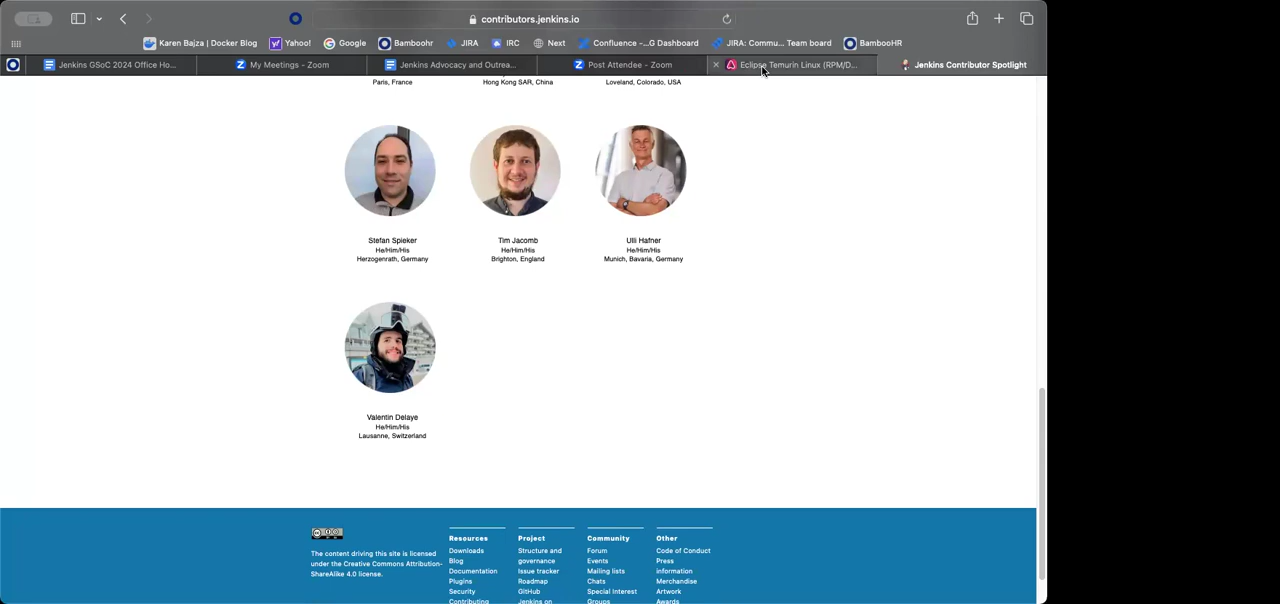 contributors.jenkins.io
Karen Bajza | Docker Blog
Yahoo!
Google
Bamboohr
JIRA
IRC
Next
Confluence -...G Dashboard
JIRA: Commu... Team board
BambooHR
Jenkins GSoC 2024 Office Ho...
My Meetings - Zoom
Jenkins Advocacy and Outrea...
Post Attendee - Zoom
Eclipse Temurin Linux (RPM/D...
Jenkins Contributor Spotlight
Paris, France
Hong Kong SAR, China
Loveland, Colorado, USA
Stefan Spieker
He/Him/His
Herzogenrath, Germany
Tim Jacomb
He/Him/His
Brighton, England
Ulli Hafner
He/Him/His
Munich, Bavaria, Germany
Valentin Delaye
He/Him/His
Lausanne, Switzerland
The content driving this site is licensed
under the Creative Commons Attribution-
ShareAlike 4.0 license.
Resources
Downloads
Blog
Documentation
Plugins
Security
Contributing
Project
Structure and
governance
Issue tracker
Roadmap
GitHub
Jenkins on
Community
Forum
Events
Mailing lists
Chats
Special Interest
Groups
Other
Code of Conduct
Press
information
Merchandise
Artwork
Awards